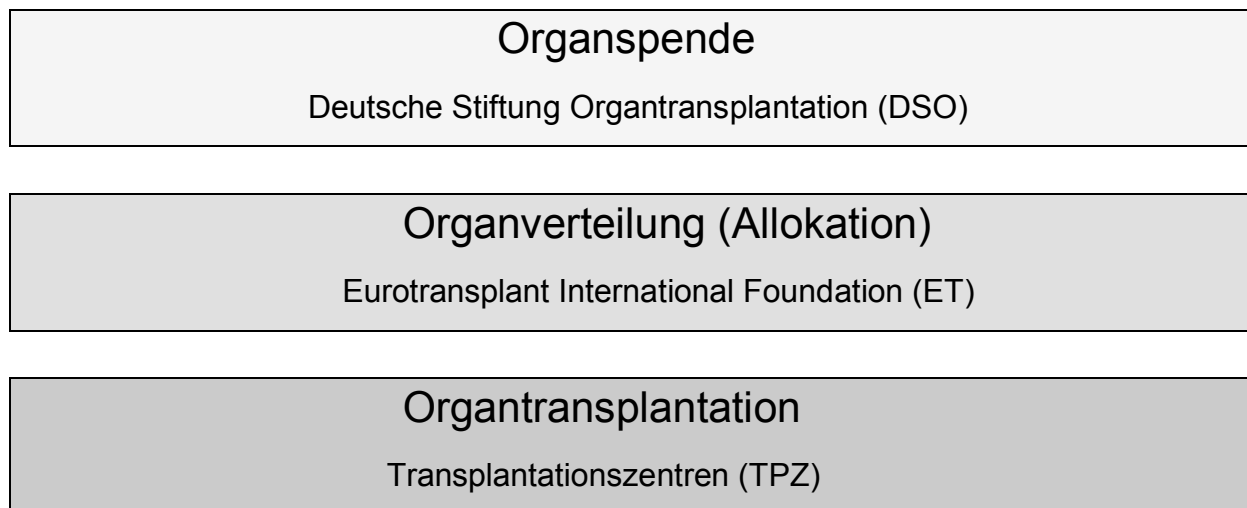 Organspende
Deutsche Stiftung Organtransplantation (DSO)
Organverteilung (Allokation)
Eurotransplant International Foundation (ET)
Organtransplantation
Transplantationszentren (TPZ)